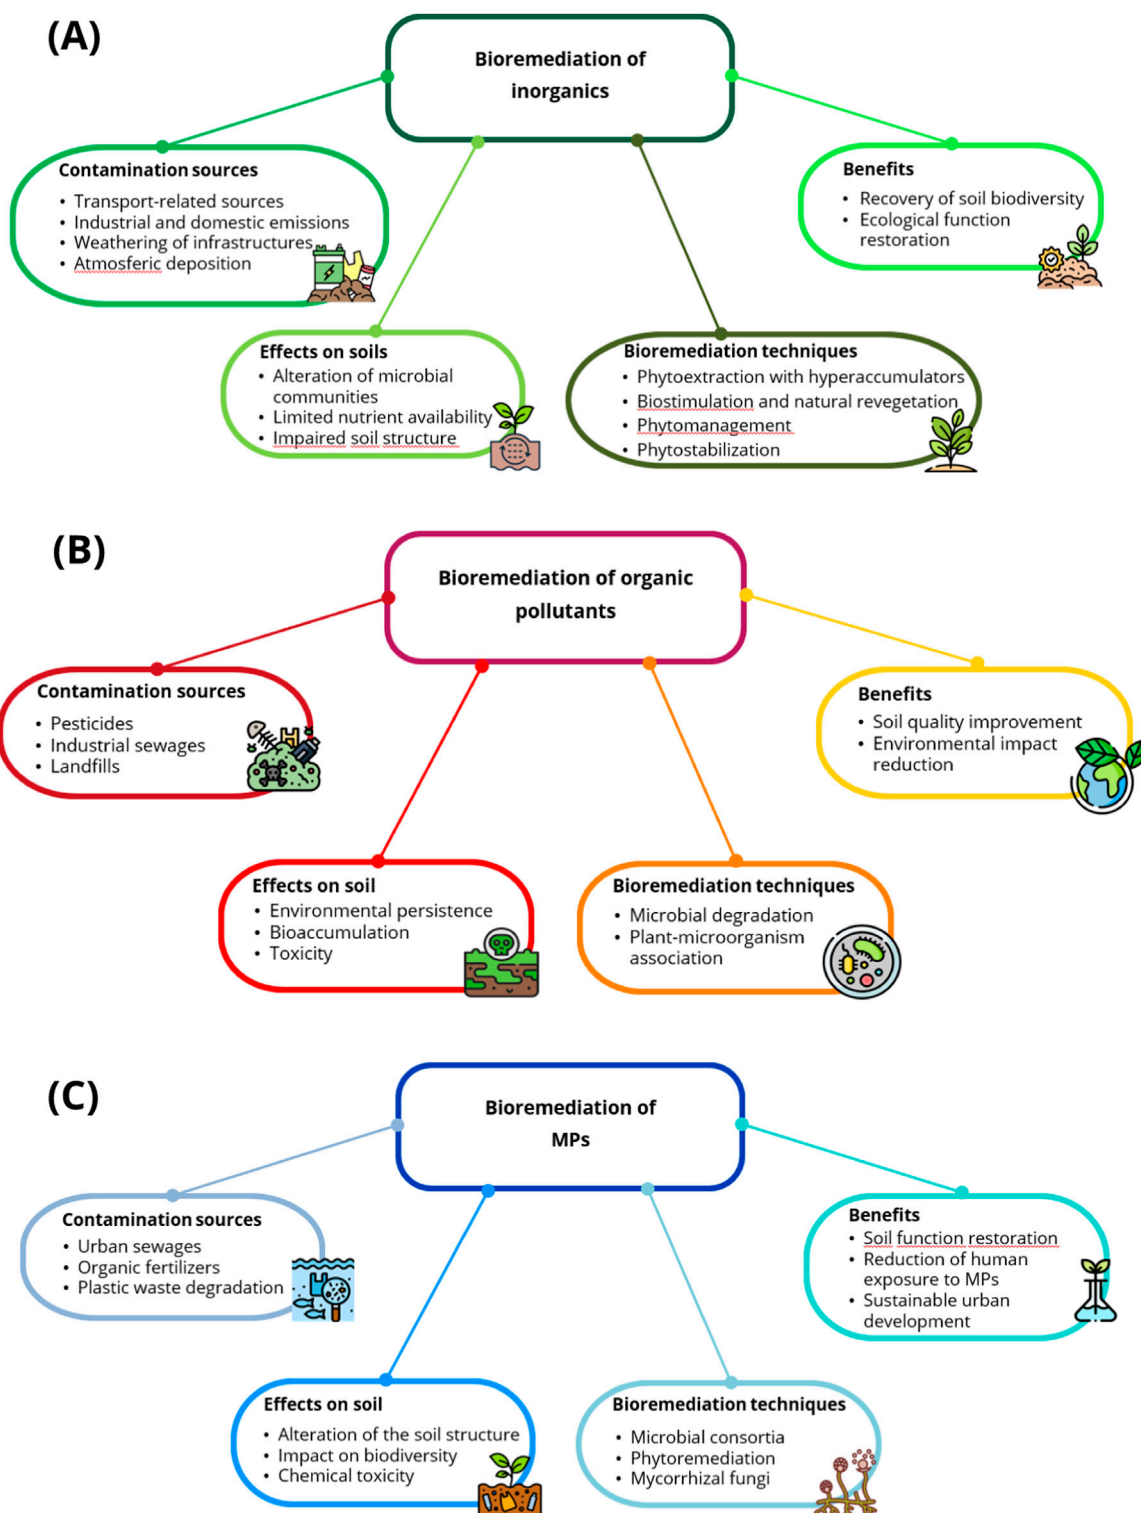 (A)
Bioremediation of
inorganics
Contamination sources
• Transport-related sources
• Industrial and domestic emissions
• Weathering of infrastructures
• Atmosferic deposition
Benefits
• Recovery of soil biodiversity
• Ecological function
restoration
Effects on soils
• Alteration of microbial
communities
• Limited nutrient availability
• Impaired soil structure
Bioremediation techniques
• Phytoextraction with hyperaccumulators
• Biostimulation and natural revegetation
• Phytomanagement
• Phytostabilization
(B)
Bioremediation of organic
pollutants
Contamination sources
• Pesticides
• Industrial sewages
• Landfills
Benefits
• Soil quality improvement
• Environmental impact
reduction
Effects on soil
• Environmental persistence
• Bioaccumulation
• Toxicity
Bioremediation techniques
• Microbial degradation
• Plant-microorganism
association
(C)
Bioremediation of
MPs
Contamination sources
• Urban sewages
• Organic fertilizers
• Plastic waste degradation
Benefits
• Soil function restoration
• Reduction of human
exposure to MPs
• Sustainable urban
development
Effects on soil
• Alteration of the soil structure
• Impact on biodiversity
• Chemical toxicity
Bioremediation techniques
• Microbial consortia
• Phytoremediation
• Mycorrhizal fungi